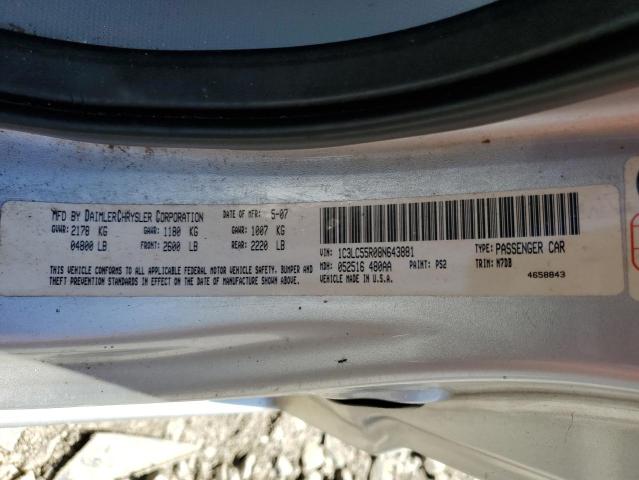 MFD BY DAIMLERCHRYSLER CORPORATION DATE OF MFR: 5-07
GVWR: 2178 KG GAWR: 1180 KG GAWR: 1007 KG
04800 LB FRONT: 2600 LB REAR: 2220 LB
THIS VEHICLE CONFORMS TO ALL APPLICABLE FEDERAL MOTOR VEHICLE SAFETY, BUMPER AND
THEFT PREVENTION STANDARDS IN EFFECT ON THE DATE OF MANUFACTURE SHOWN ABOVE.
VIN: 1C3LC55R08N643881 TYPE: PASSENGER CAR
MDH: 052516 480AA PAINT: PS2 TRIM: M7DB
VEHICLE MADE IN U.S.A. 4658843